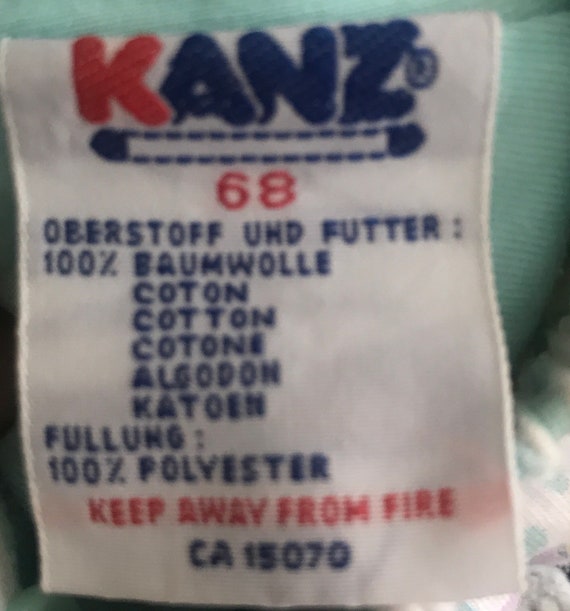 KANZ®
68
OBERSTOFF UND FUTTER :
100% BAUMWOLLE
COTON
COTTON
COTONE
ALGODON
KATOEN
FULLUNG :
100% POLYESTER
KEEP AWAY FROM FIRE
CA 15070